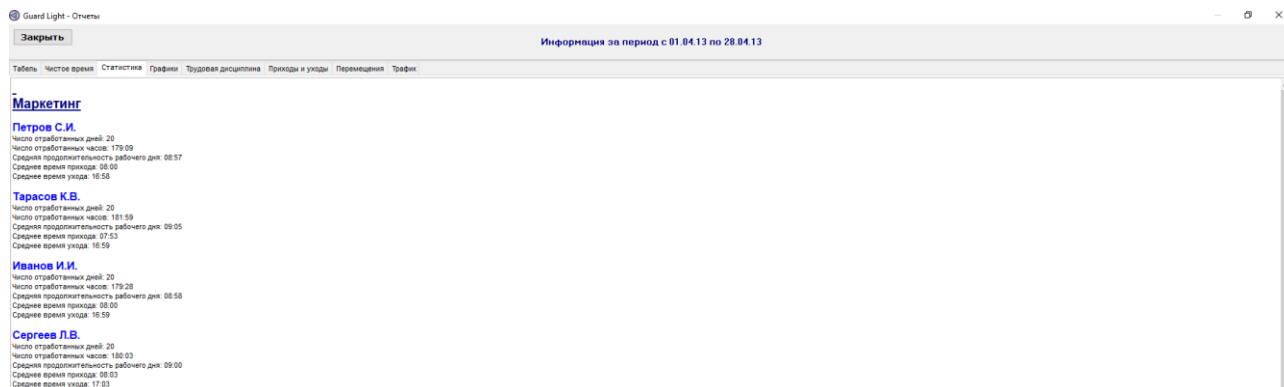 Guard Light - Отчеты
Закрыть
Информация за период с 01.04.13 по 28.04.13
Табель Чистое время Статистика Графики Трудовая дисциплина Приходы и уходы Перемещения Трафик
Маркетинг
Петров С.И.
Число отработанных дней: 20
Число отработанных часов: 179:09
Средняя продолжительность рабочего дня: 08:57
Среднее время прихода: 08:00
Среднее время ухода: 16:58
Тарасов К.В.
Число отработанных дней: 20
Число отработанных часов: 181:59
Средняя продолжительность рабочего дня: 09:05
Среднее время прихода: 07:53
Среднее время ухода: 16:59
Иванов И.И.
Число отработанных дней: 20
Число отработанных часов: 179:28
Средняя продолжительность рабочего дня: 08:58
Среднее время прихода: 08:00
Среднее время ухода: 16:59
Сергеев Л.В.
Число отработанных дней: 20
Число отработанных часов: 180:03
Средняя продолжительность рабочего дня: 09:00
Среднее время прихода: 08:03
Среднее время ухода: 17:03